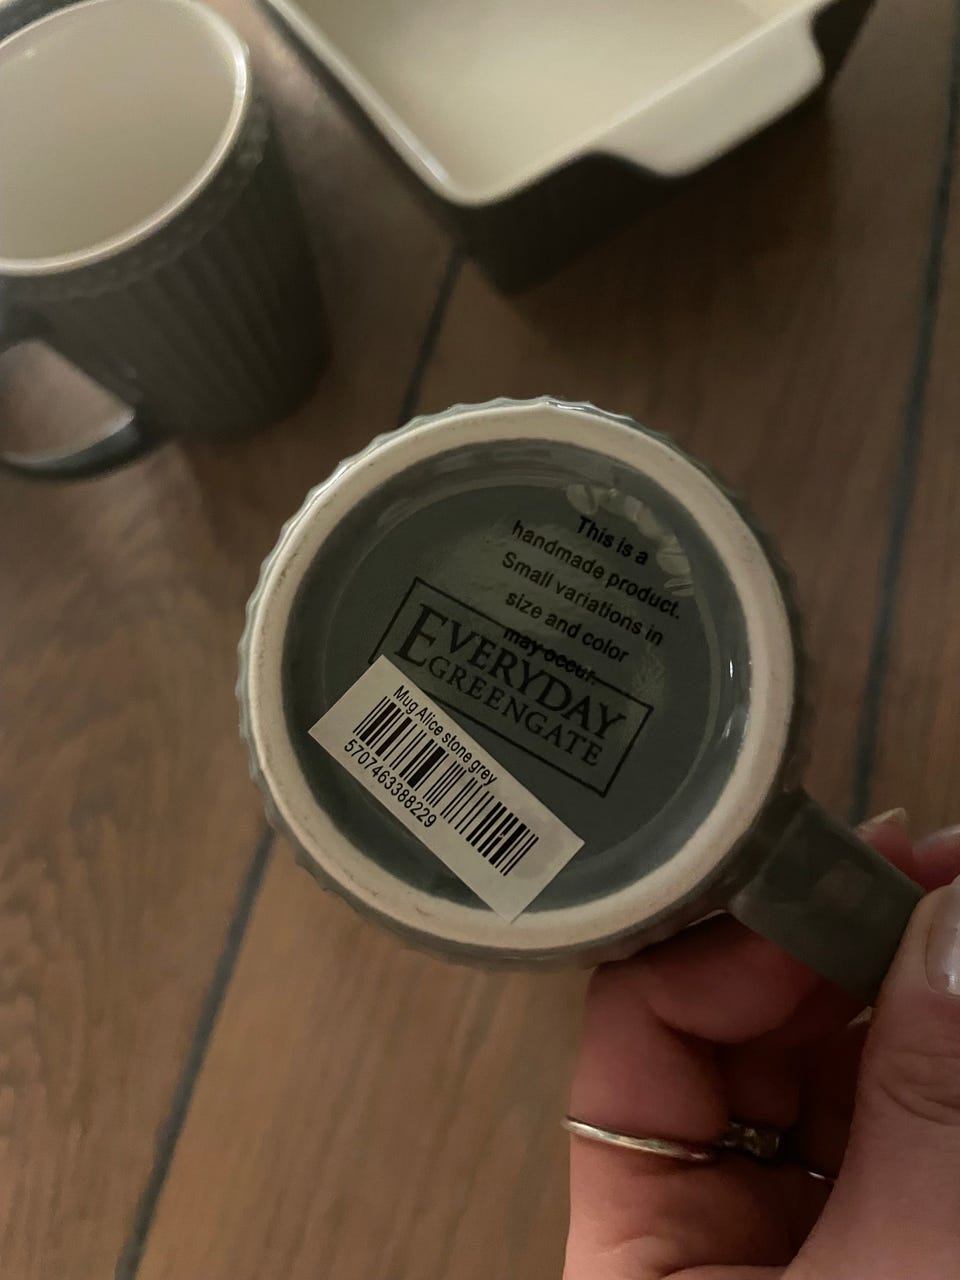 This is a
handmade product.
Small variations in
size and color
may occur.
EVERYDAY
GREENGATE
Mug Alice stone grey
5707463388229